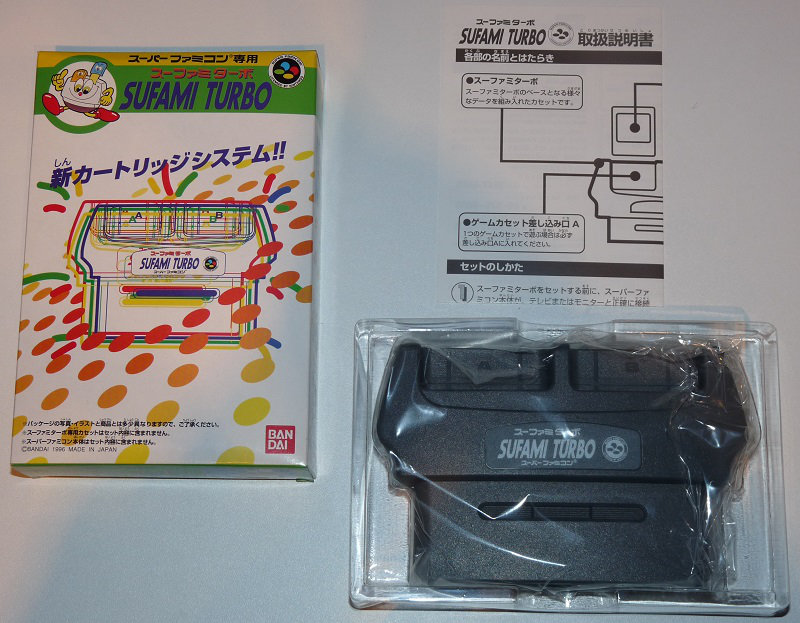 スーパーファミコン®専用
スーファミターボ
SUFAMI TURBO
しん
新カートリッジシステム!!
A
B
スーファミターボ
SUFAMI TURBO
スーパーファミコン
※パッケージの写真・イラストと商品とは多少異なりますので、ご了承ください。
※スーファミターボ専用カセットはセット内容に含まれません。
※スーパーファミコン本体はセット内容に含まれません。
©BANDAI 1996 MADE IN JAPAN
BAN
DAI
スーファミターボ
SUFAMI TURBO
取扱説明書
各部の名前とはたらき
●スーファミターボ
スーファミターボのベースとなる様々
なデータを組み入れたカセットです。
●ゲームカセット差し込み口 A
1つのゲームカセットで遊ぶ場合は必ず
差し込み口Aに入れてください。
セットのしかた
1
スーファミターボをセットする前に、スーパーファ
ミコン本体が、テレビまたはモニターと正確に接続
A
スーファミターボ
SUFAMI TURBO
スーパーファミコン